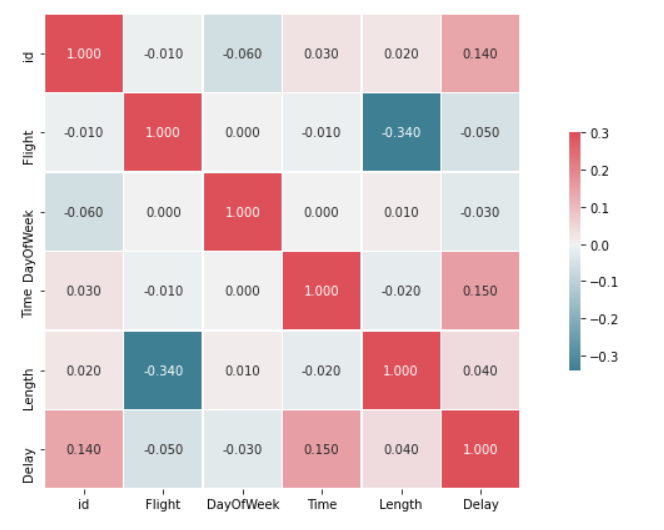 id 1.000 -0.010 -0.060 0.030 0.020 0.140
Flight -0.010 1.000 0.000 -0.010 -0.340 -0.050
DayOfWeek -0.060 0.000 1.000 0.000 0.010 -0.030
Time 0.030 -0.010 0.000 1.000 -0.020 0.150
Length 0.020 -0.340 0.010 -0.020 1.000 0.040
Delay 0.140 -0.050 -0.030 0.150 0.040 1.000
id Flight DayOfWeek Time Length Delay
0.3
0.2
0.1
0.0
−0.1
−0.2
−0.3